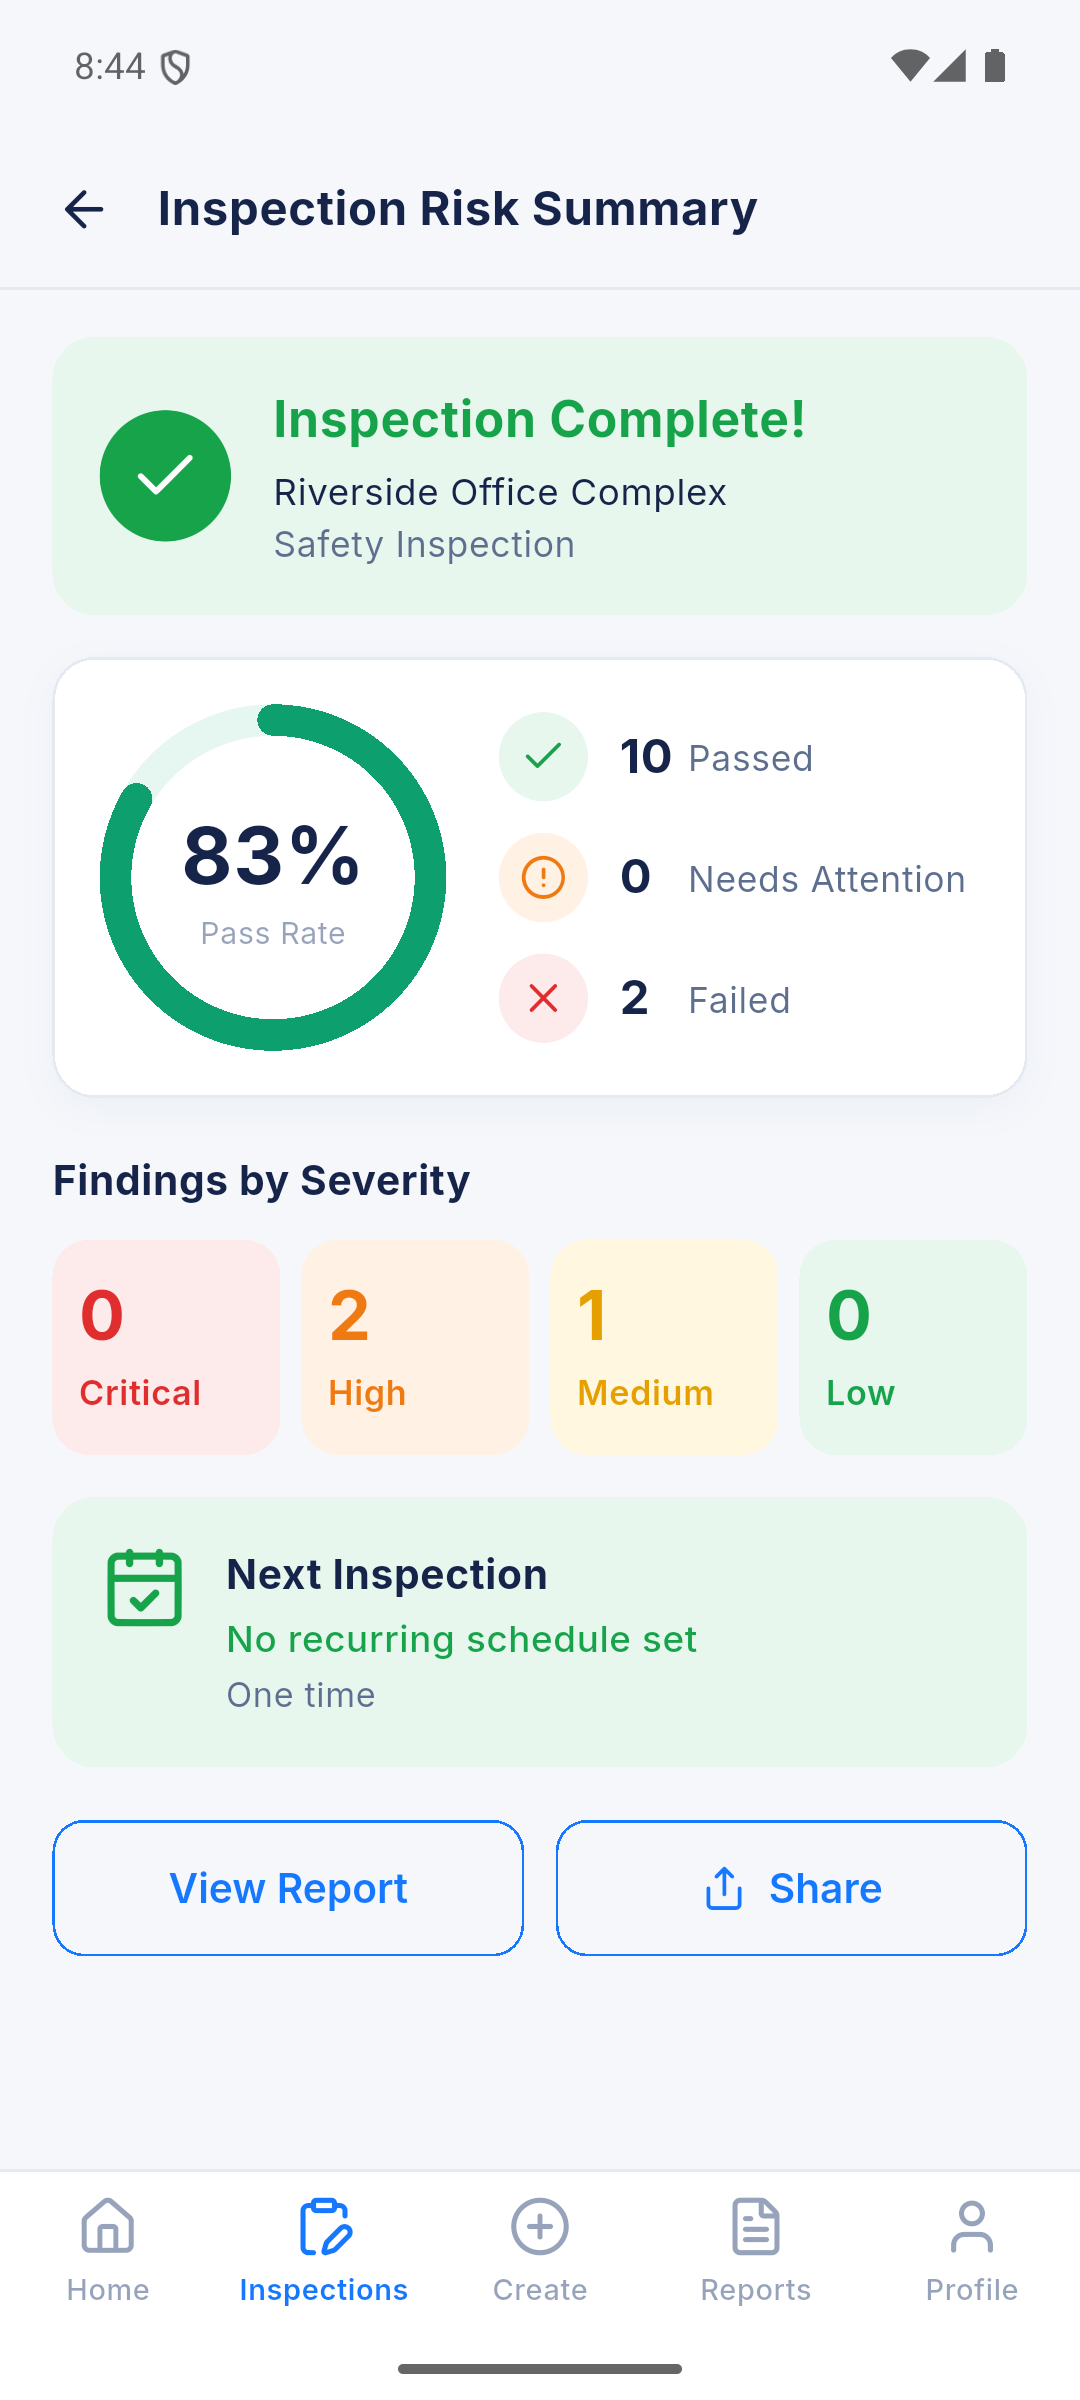 8:44
Inspection Risk Summary
Inspection Complete!
Riverside Office Complex
Safety Inspection
83%
Pass Rate
10 Passed
0 Needs Attention
2 Failed
Findings by Severity
0
Critical
2
High
1
Medium
0
Low
Next Inspection
No recurring schedule set
One time
View Report
Share
Home
Inspections
Create
Reports
Profile